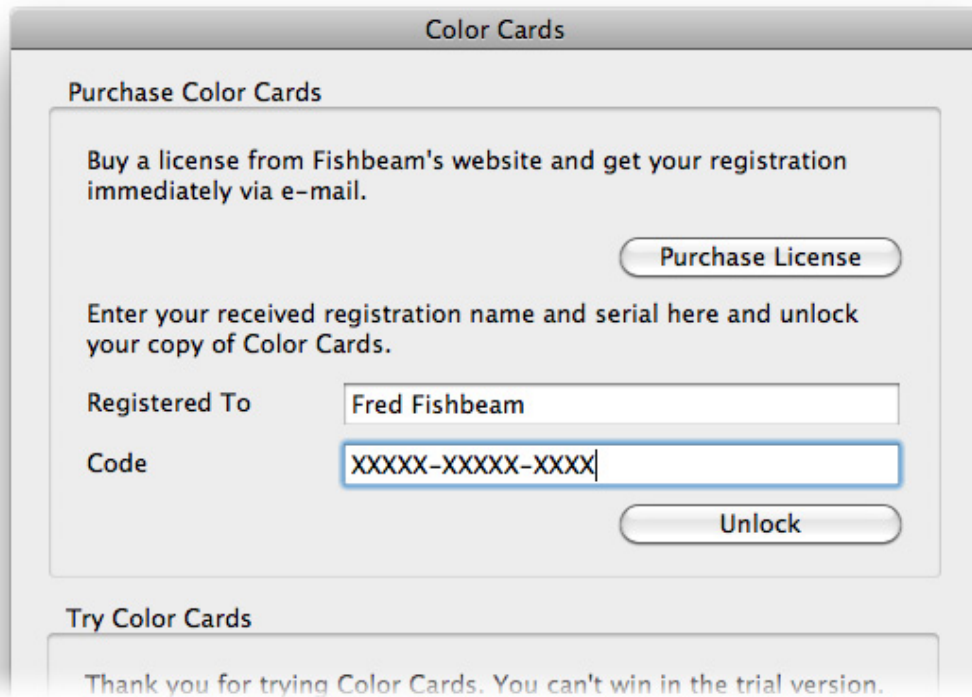 Color Cards
Purchase Color Cards
Buy a license from Fishbeam's website and get your registration
immediately via e-mail.
Purchase License
Enter your received registration name and serial here and unlock
your copy of Color Cards.
Registered To Fred Fishbeam
Code XXXXX-XXXXX-XXXX
Unlock
Try Color Cards
Thank you for trying Color Cards. You can't win in the trial version.